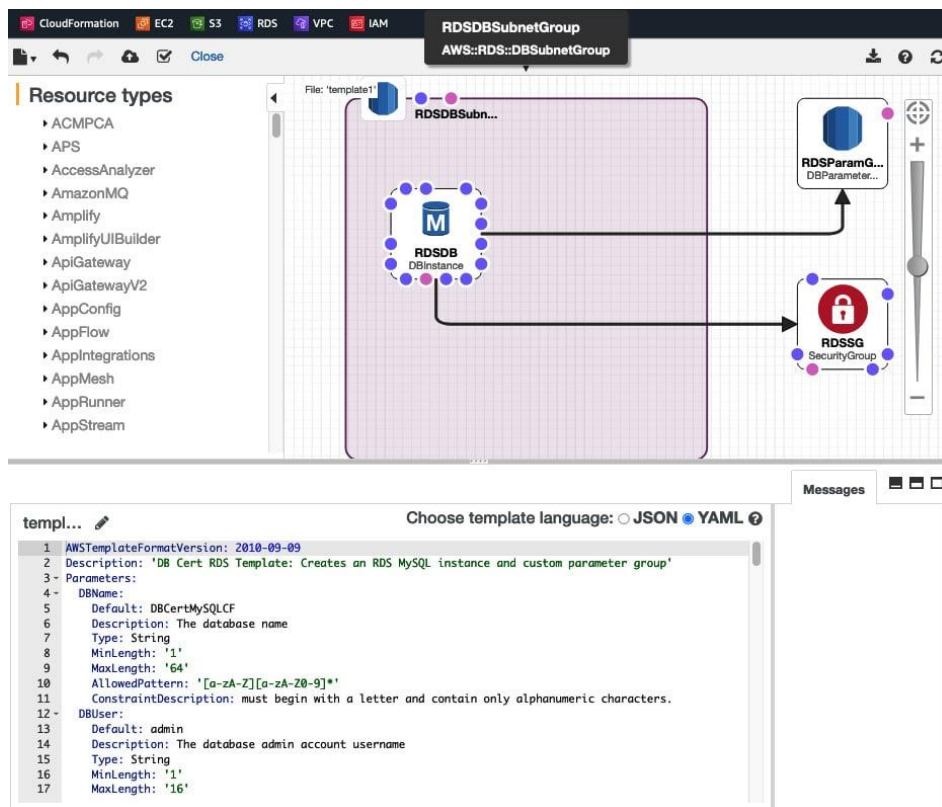 CloudFormation EC2 S3 RDS VPC IAM
RDSDBSubnetGroup
AWS::RDS::DBSubnetGroup
Close
Resource types
ACMPCA
APS
AccessAnalyzer
AmazonMQ
Amplify
AmplifyUIBuilder
ApiGateway
ApiGatewayV2
AppConfig
AppFlow
AppIntegrations
AppMesh
AppRunner
AppStream
File: 'template1'
RDSDBSubn...
M
RDSDB
DBInstance
RDSParamG...
DBParameter...
RDSSG
SecurityGroup
Messages
templ...
Choose template language: JSON YAML
1 AWSTemplateFormatVersion: 2010-09-09
2 Description: 'DB Cert RDS Template: Creates an RDS MySQL instance and custom parameter group'
3 Parameters:
4 DBName:
5 Default: DBCertMySQLCF
6 Description: The database name
7 Type: String
8 MinLength: '1'
9 MaxLength: '64'
10 AllowedPattern: '[a-zA-Z][a-zA-Z0-9]*'
11 ConstraintDescription: must begin with a letter and contain only alphanumeric characters.
12 DBUser:
13 Default: admin
14 Description: The database admin account username
15 Type: String
16 MinLength: '1'
17 MaxLength: '16'